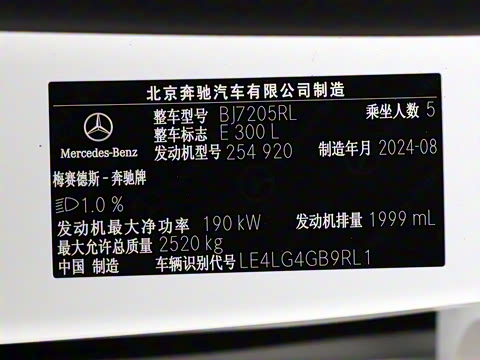 北京奔驰汽车有限公司制造
整车型号 BJ7205RL 乘坐人数 5
整车标志 E 300 L
Mercedes-Benz 发动机型号 254 920 制造年月 2024-08
梅赛德斯-奔驰牌
1.0 %
发动机最大净功率 190 kW 发动机排量 1999 mL
最大允许总质量 2520 kg
中国 制造 车辆识别代号 LE4LG4GB9RL1